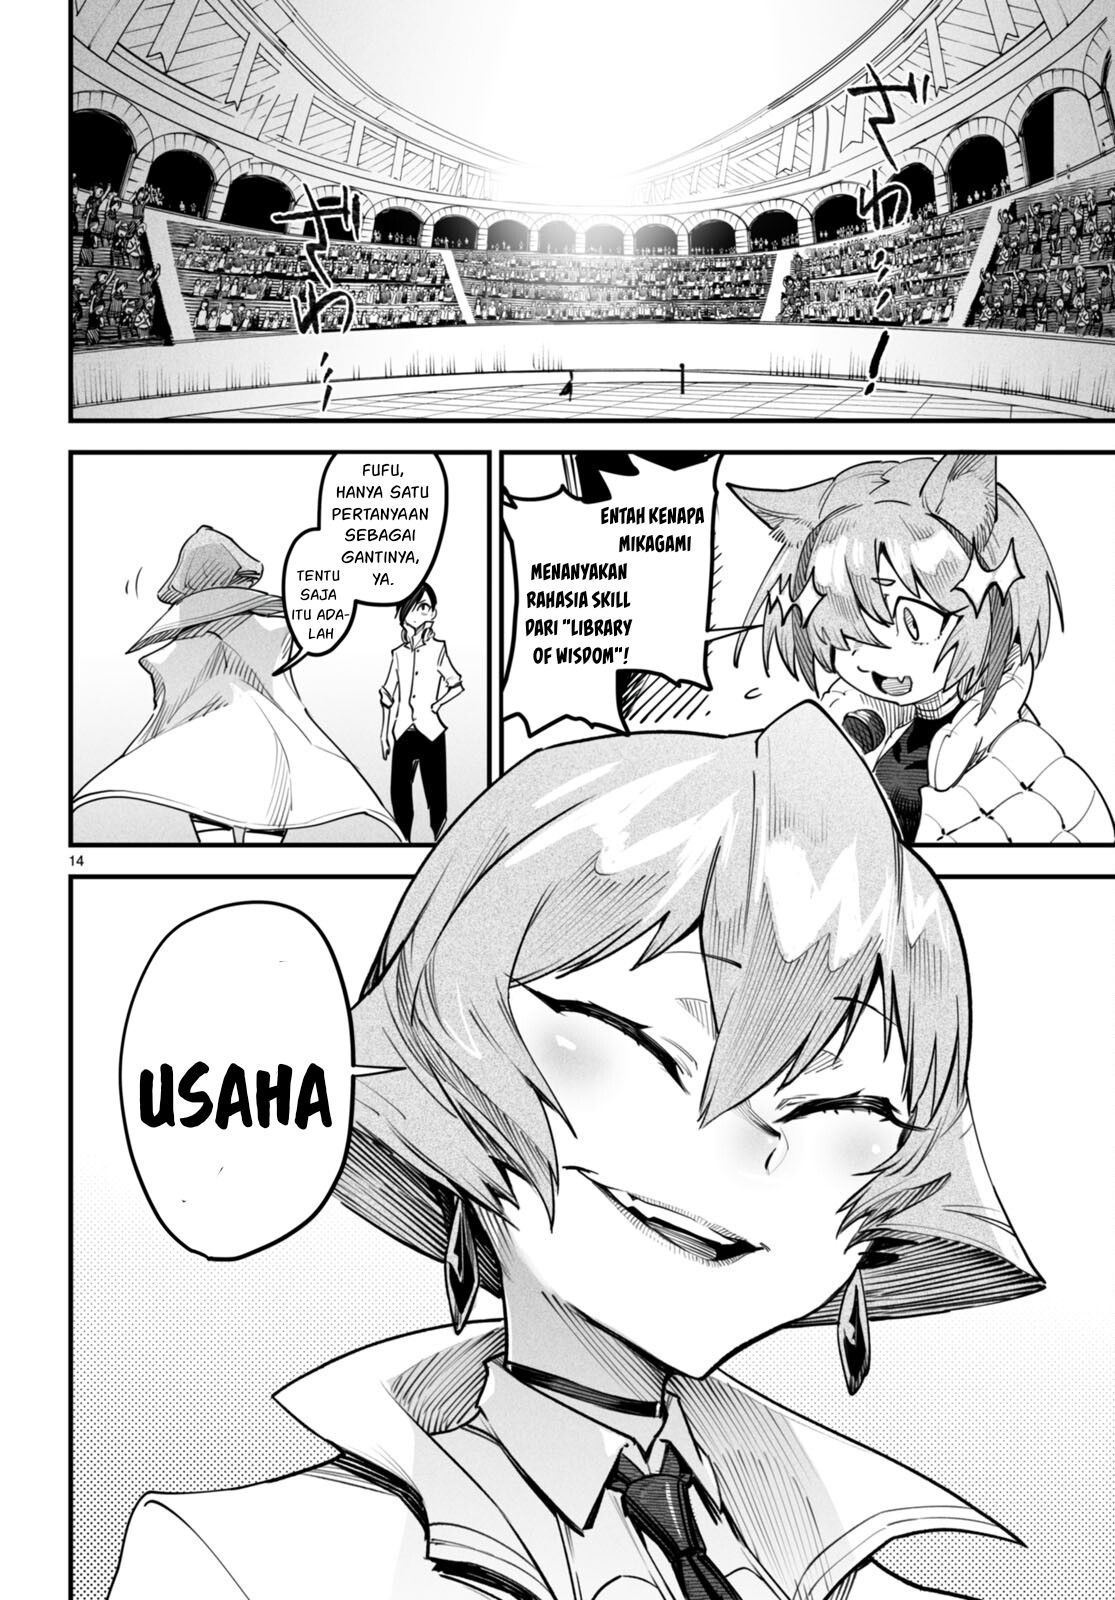 ざわ…
ざわ…!
ENTAH KENAPA
MIKAGAMI
MENANYAKAN
RAHASIA SKILL
DARI "LIBRARY
OF WISDOM"!
FUFU,
HANYA SATU
PERTANYAAN
SEBAGAI
GANTINYA,
YA.
TENTU
SAJA
ITU ADA-
LAH
14
USAHA